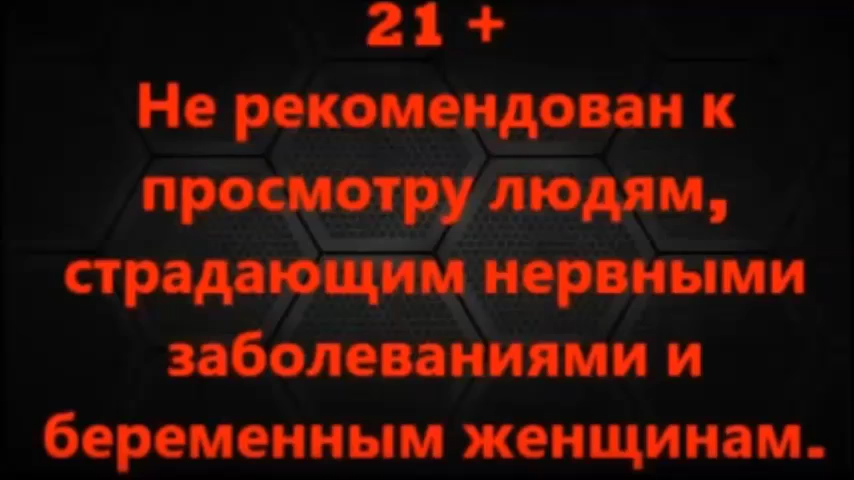 21 +
Не рекомендован к
просмотру людям,
страдающим нервными
заболеваниями и
беременным женщинам.